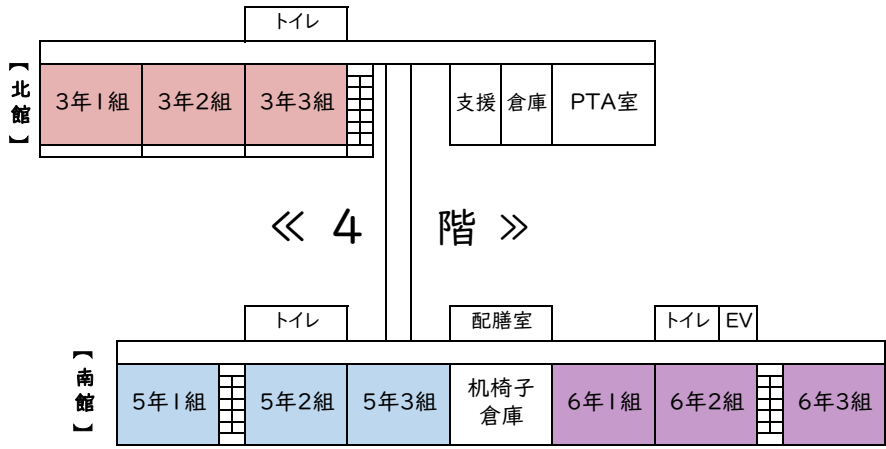 トイレ
【北館】
3年1組
3年2組
3年3組
支援
倉庫
PTA室
≪ 4 階 ≫
トイレ
配膳室
トイレ
EV
【南館】
5年1組
5年2組
5年3組
机椅子
倉庫
6年1組
6年2組
6年3組